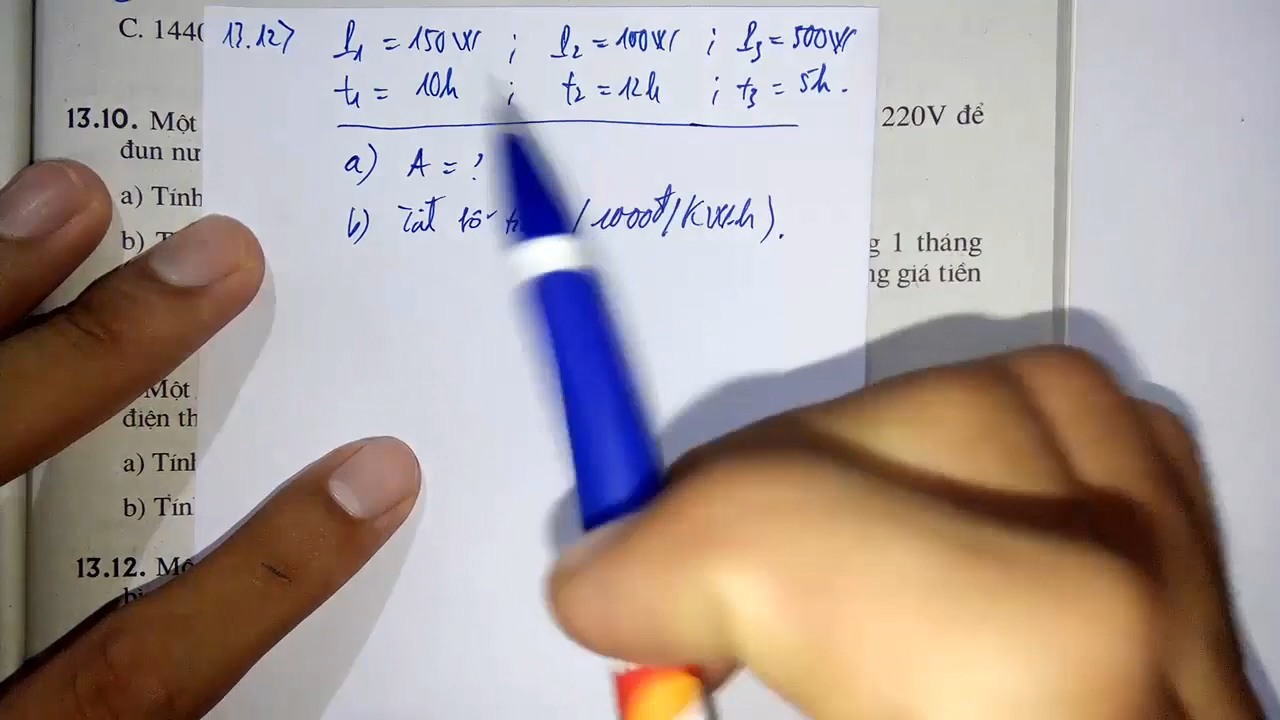 C. 1440
13.12> P₁ = 150W ; P₂ = 100W ; P₃ = 500W
t₁ = 10h ; t₂ = 12h ; t₃ = 5h.
13.10. Một
220V để
đun nư
a) A = ?
a) Tính
b) Tất số /1000đ/KWh).
b) T
g 1 tháng
ng giá tiền
Một
điện th
a) Tính
b) Tín
13.12. Mộ